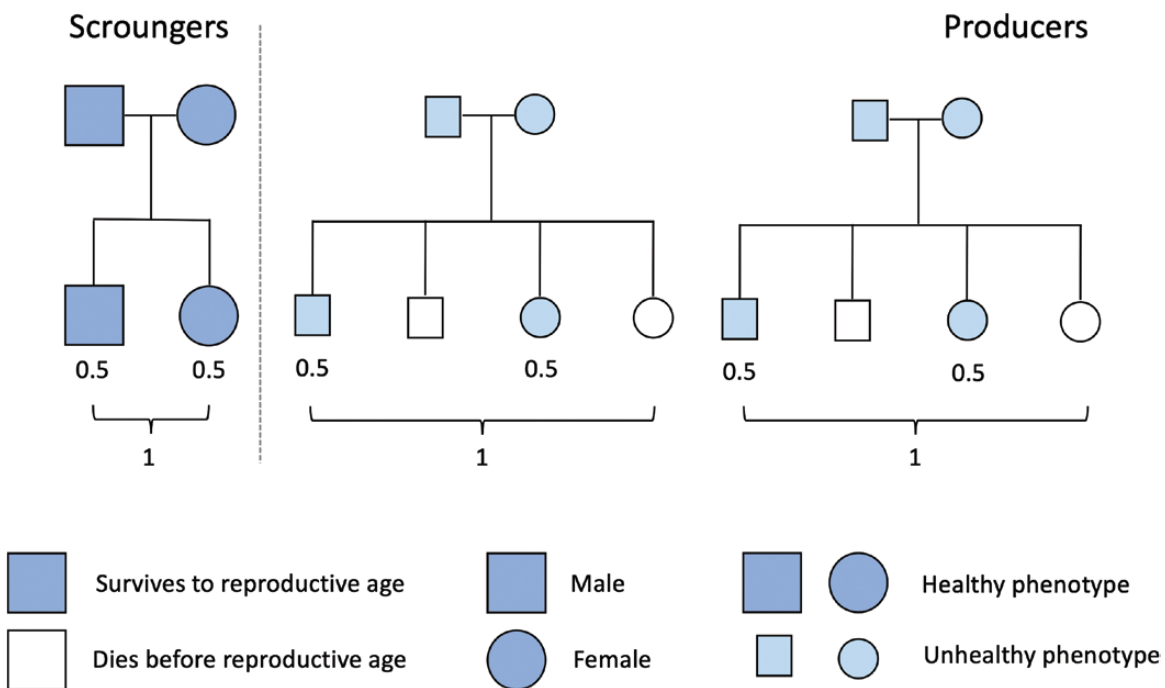 Scroungers
Producers
0.5 0.5 0.5 0.5 0.5 0.5
1 1 1
Survives to reproductive age
Male
Healthy phenotype
Dies before reproductive age
Female
Unhealthy phenotype